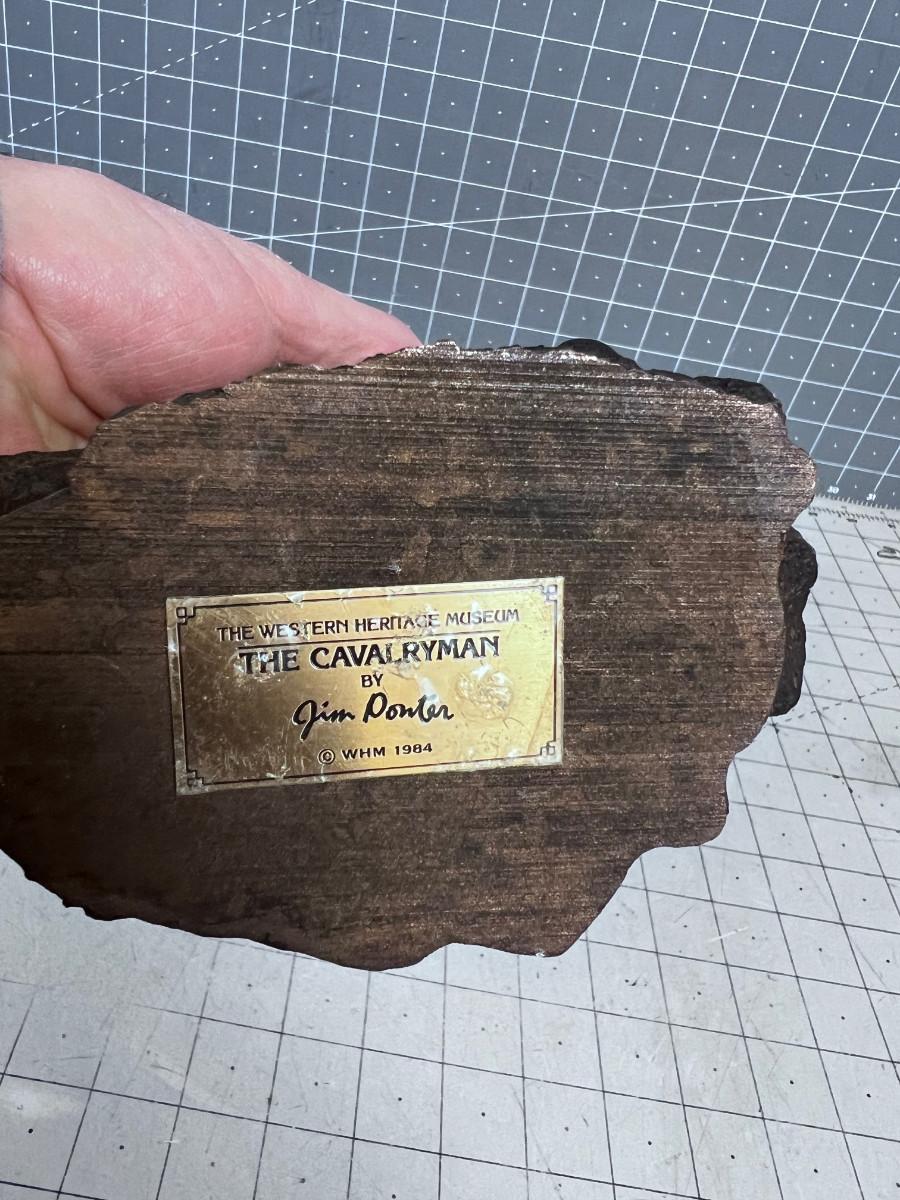 THE WESTERN HERITAGE MUSEUM
THE CAVALRYMAN
BY
Jim Ponter
© WHM 1984